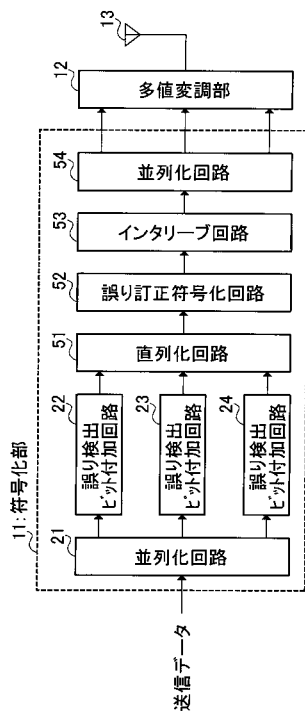 11:符号化部
送信データ
21
並列化回路
22
誤り検出
ビット付加回路
23
誤り検出
ビット付加回路
24
誤り検出
ビット付加回路
51
直列化回路
52
誤り訂正符号化回路
53
インタリーブ回路
54
並列化回路
12
多値変調部
13